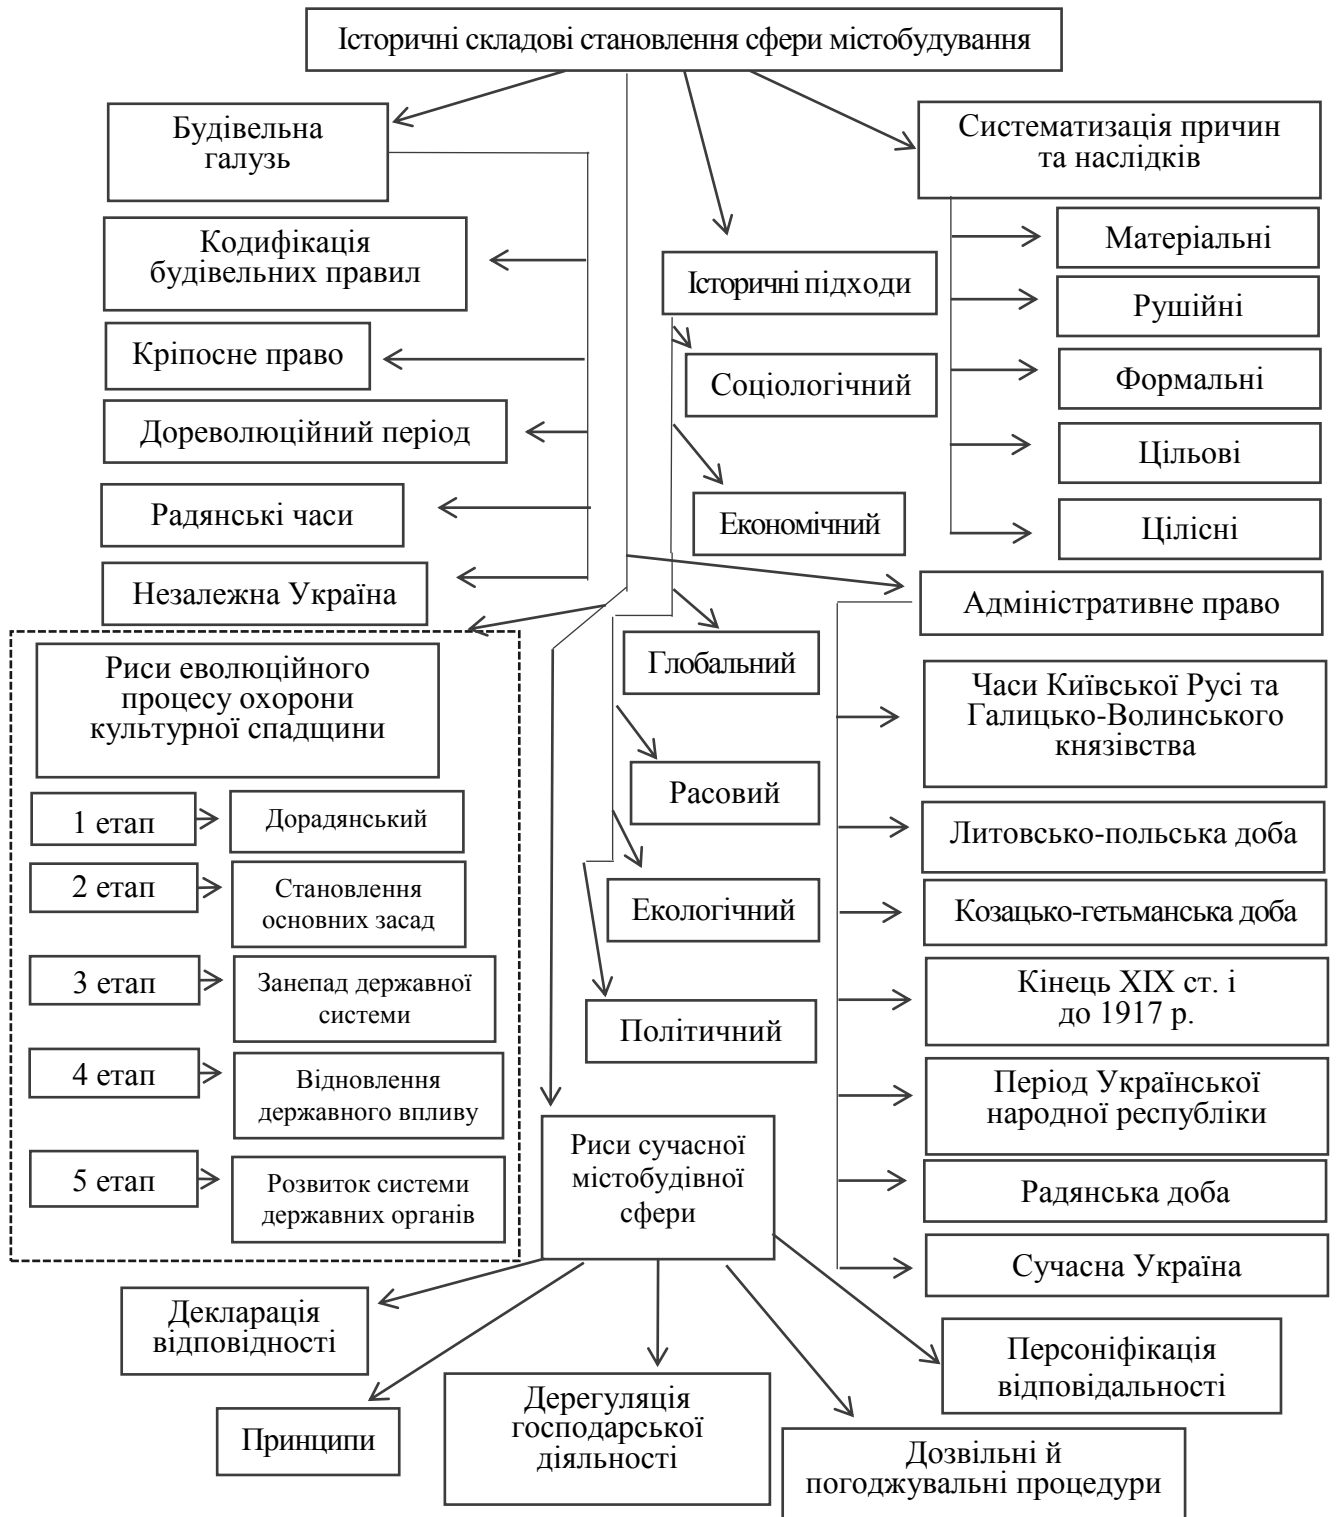 Історичні складові становлення сфери містобудування
Будівельна
галузь
Кодифікація
будівельних правил
Кріпосне право
Дореволюційний період
Радянські часи
Незалежна Україна
Систематизація причин
та наслідків
Матеріальні
Рушійні
Формальні
Цільові
Цілісні
Історичні підходи
Соціологічний
Економічний
Глобальний
Расовий
Екологічний
Політичний
Адміністративне право
Часи Київської Русі та
Галицько-Волинського
князівства
Литовсько-польська доба
Козацько-гетьманська доба
Кінець XIX ст. і
до 1917 р.
Період Української
народної республіки
Радянська доба
Сучасна Україна
Риси еволюційного
процесу охорони
культурної спадщини
1 етап
Дорадянський
2 етап
Становлення
основних засад
3 етап
Занепад державної
системи
4 етап
Відновлення
державного впливу
5 етап
Розвиток системи
державних органів
Риси сучасної
містобудівної
сфери
Декларація
відповідності
Принципи
Дерегуляція
господарської
діяльності
Дозвільні й
погоджувальні процедури
Персоніфікація
відповідальності